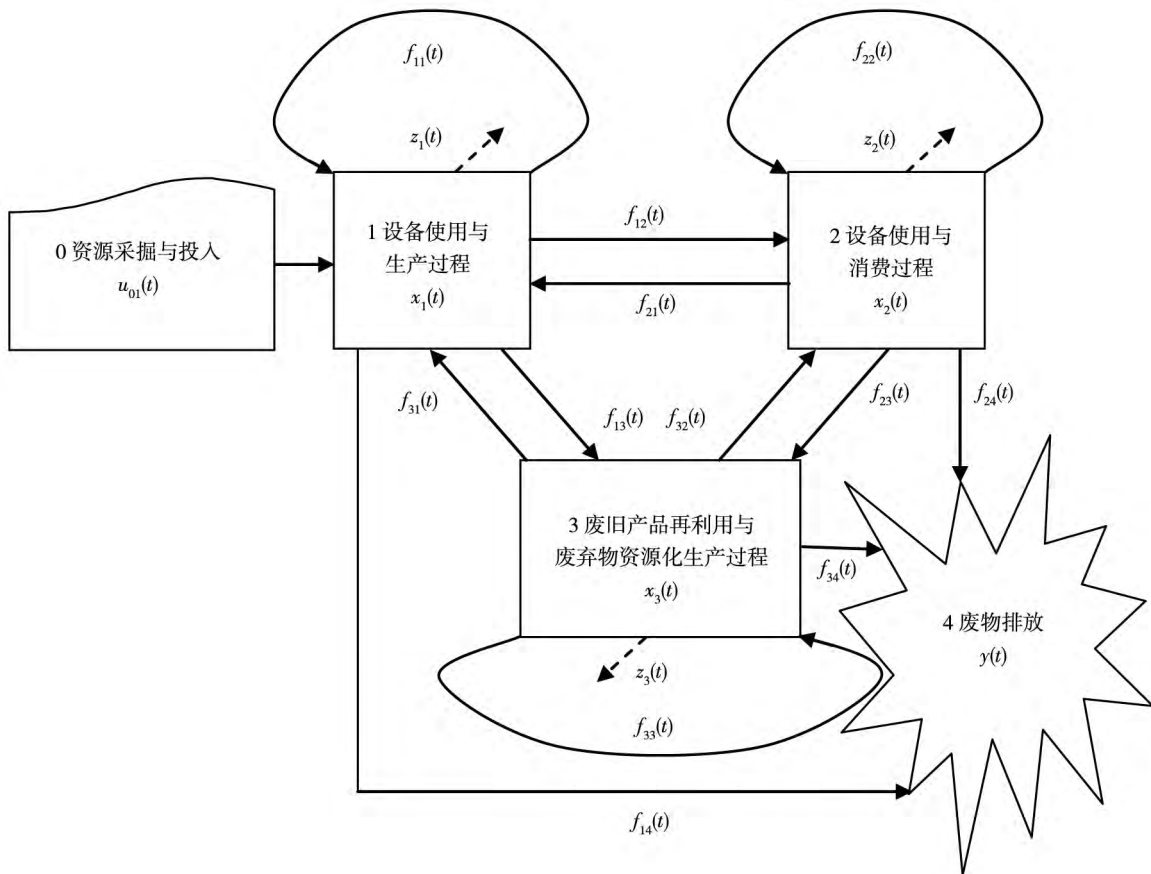 f₁₁(t)
f₂₂(t)
z₁(t)
z₂(t)
0 资源采掘与投入
u₀₁(t)
1 设备使用与
生产过程
x₁(t)
f₁₂(t)
f₂₁(t)
2 设备使用与
消费过程
x₂(t)
f₃₁(t)
f₁₃(t)
f₃₂(t)
f₂₃(t)
f₂₄(t)
3 废旧产品再利用与
废弃物资源化生产过程
x₃(t)
f₃₄(t)
4 废物排放
y(t)
z₃(t)
f₃₃(t)
f₁₄(t)